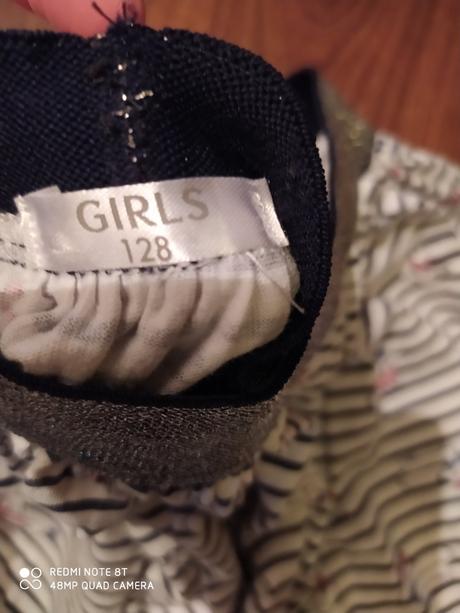 GIRLS
128
REDMI NOTE 8T
48MP QUAD CAMERA